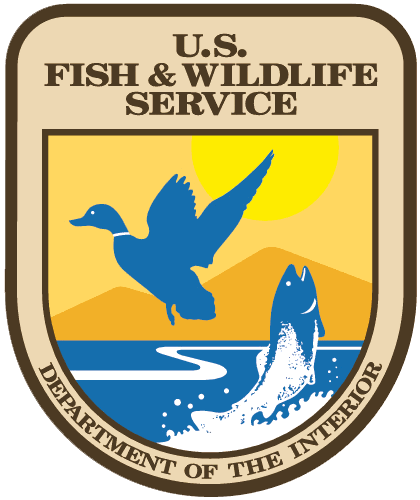 U.S.
FISH & WILDLIFE
SERVICE
DEPARTMENT OF THE INTERIOR